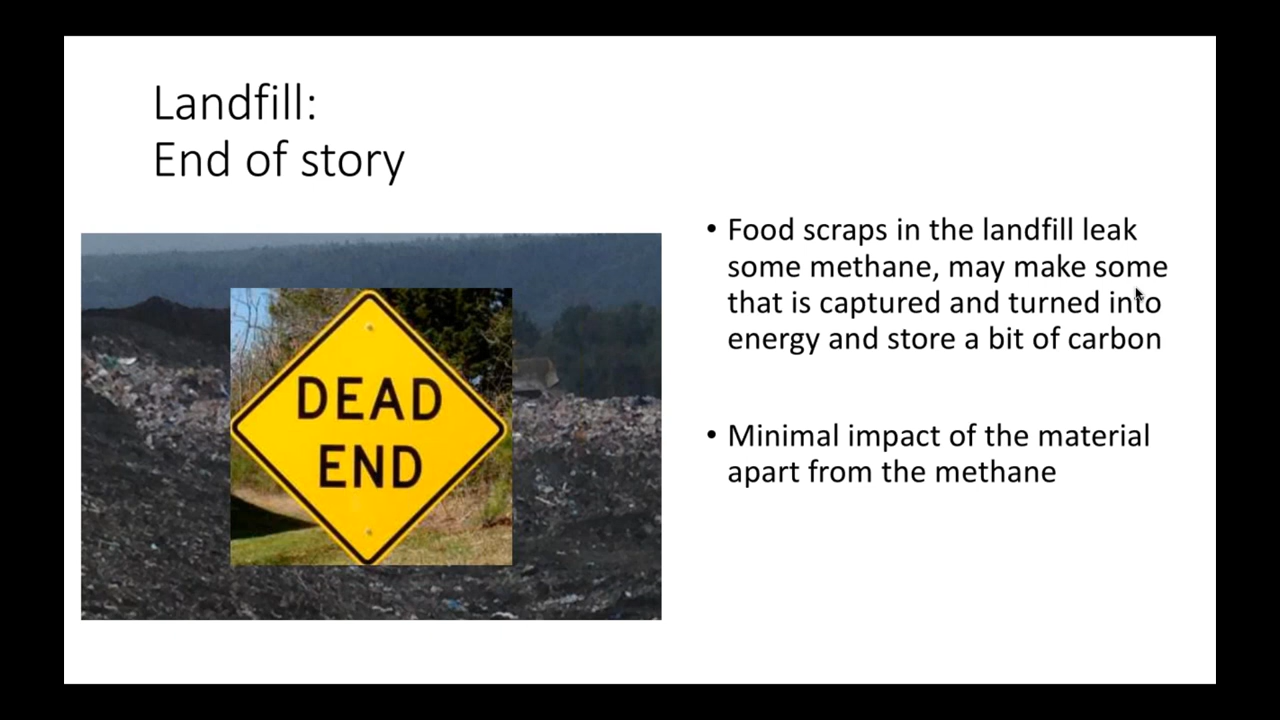 Landfill:
End of story
DEAD
END
• Food scraps in the landfill leak
some methane, may make some
that is captured and turned into
energy and store a bit of carbon
• Minimal impact of the material
apart from the methane